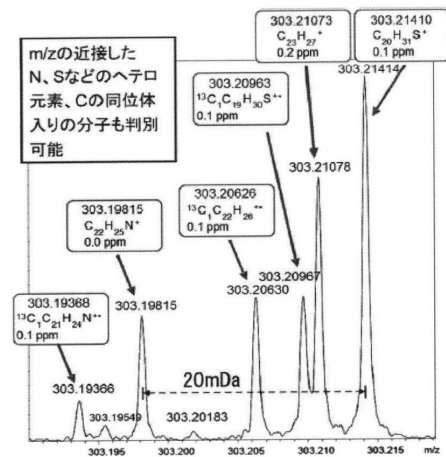 m/zの近接した
N、Sなどのヘテロ
元素、Cの同位体
入りの分子も判別
可能
303.21073
C23H27+
0.2 ppm
303.21410
C20H31S+
0.1 ppm
303.21414
303.20963
13C1C19H30S+•
0.1 ppm
303.21078
303.20626
13C1C22H26+•
0.1 ppm
303.19815
C22H25N+
0.0 ppm
303.20967
303.20630
303.19368
13C1C21H24N+•
0.1 ppm
303.19815
20mDa
303.19366
303.19549
303.20183
303.195
303.200
303.205
303.210
303.215
m/z